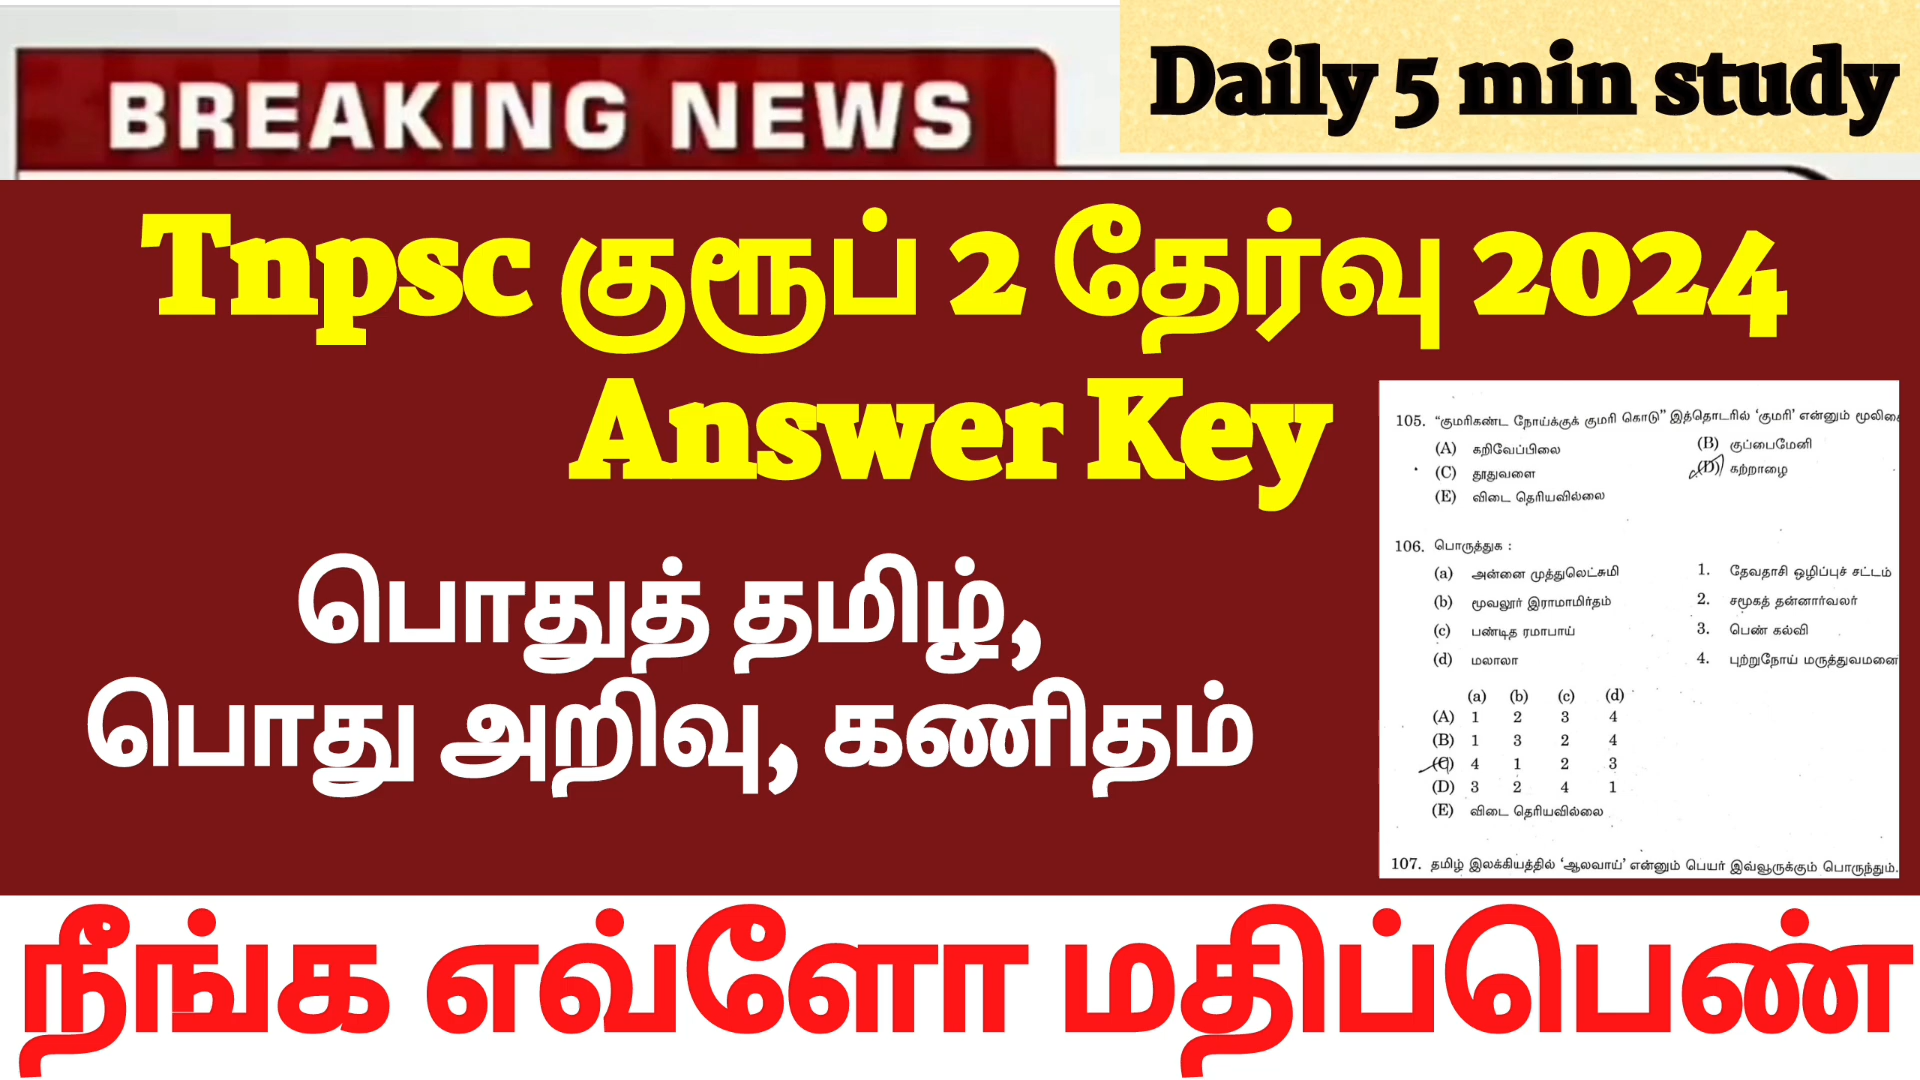 BREAKING NEWS
Daily 5 min study
Tnpsc குரூப் 2 தேர்வு 2024
Answer Key
பொதுத் தமிழ்,
பொது அறிவு, கணிதம்
105. “குமரிகண்ட நோய்க்குக் குமரி கொடு” இத்தொடரில் ‘குமரி’ என்னும்
(A) கறிவேப்பிலை (B) குப்பைமேனி
(C) தூதுவளை (D) கற்றாழை
(E) விடை தெரியவில்லை
106. பொருத்துக :
(a) அன்னை முத்துலெட்சுமி 1. தேவதாசி ஒழிப்புச் சட்டம்
(b) மூவலூர் இராமாமிர்தம் 2. சமூகத் தன்னார்வலர்
(c) பண்டித ரமாபாய் 3. பெண் கல்வி
(d) மலாலா 4. புற்றுநோய் மருத்துவமனை
(a) (b) (c) (d)
(A) 1 2 3 4
(B) 1 3 2 4
(C) 4 1 2 3
(D) 3 2 4 1
(E) விடை தெரியவில்லை
107. தமிழ் இலக்கியத்தில் ‘ஆலவாய்’ என்னும் பெயர் இவ்வூருக்கும் பொருந்தும்.
நீங்க எவ்ளோ மதிப்பெண்